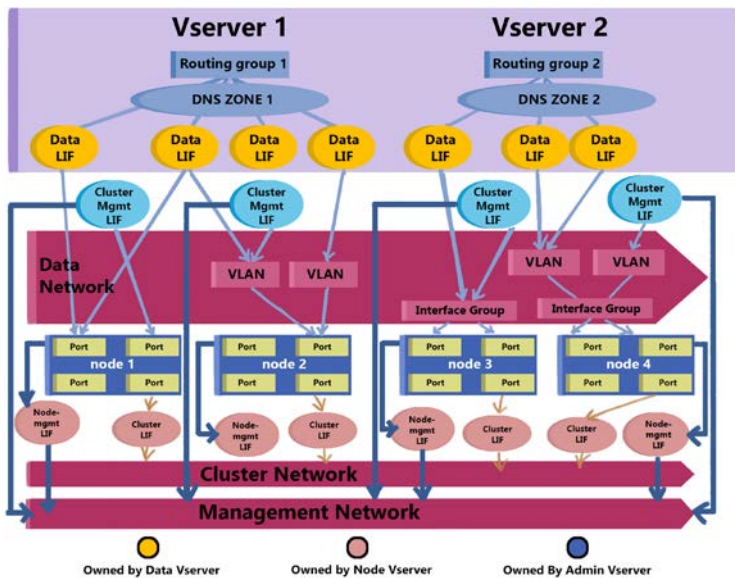 Vserver 1
Vserver 2
Routing group 1
Routing group 2
DNS ZONE 1
DNS ZONE 2
Data
LIF
Data
LIF
Data
LIF
Data
LIF
Data
LIF
Data
LIF
Data
LIF
Cluster
Mgmt
LIF
Cluster
Mgmt
LIF
Cluster
Mgmt
LIF
Cluster
Mgmt
LIF
Data
Network
VLAN
VLAN
VLAN
VLAN
Interface Group
Interface Group
Port
Port
Port
Port
Port
Port
Port
Port
node 1
node 2
node 3
node 4
Port
Port
Port
Port
Port
Port
Port
Port
Node-
mgmt
LIF
Cluster
LIF
Node-
mgmt
LIF
Cluster
LIF
Node-
mgmt
LIF
Cluster
LIF
Cluster
LIF
Node-
mgmt
LIF
Cluster Network
Management Network
Owned by Data Vserver
Owned by Node Vserver
Owned By Admin Vserver